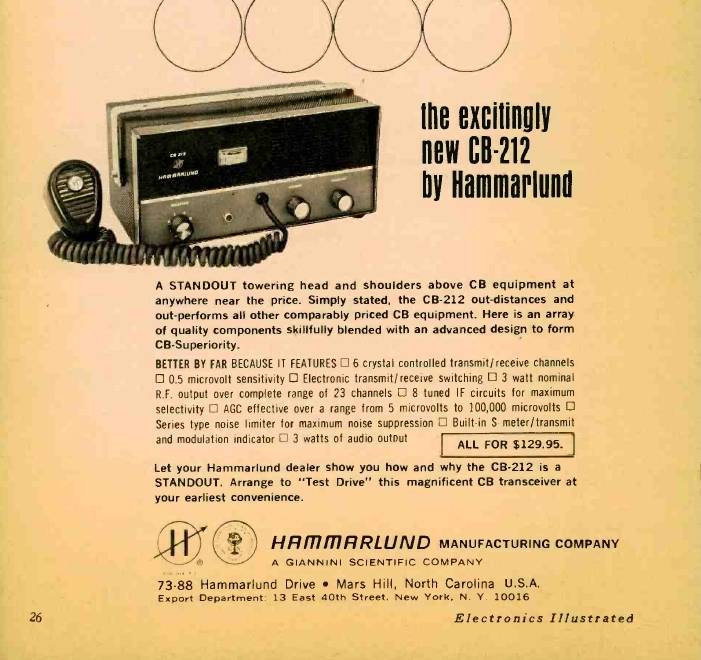 the excitingly
new CB-212
by Hammarlund
CB 212
HAMMARLUND
A STANDOUT towering head and shoulders above CB equipment at
anywhere near the price. Simply stated, the CB-212 out-distances and
out-performs all other comparably priced CB equipment. Here is an array
of quality components skillfully blended with an advanced design to form
CB-Superiority.
BETTER BY FAR BECAUSE IT FEATURES □ 6 crystal controlled transmit/receive channels
□ 0.5 microvolt sensitivity □ Electronic transmit/receive switching □ 3 watt nominal
R.F. output over complete range of 23 channels □ 8 tuned IF circuits for maximum
selectivity □ AGC effective over a range from 5 microvolts to 100,000 microvolts □
Series type noise limiter for maximum noise suppression □ Built-in S meter/transmit
and modulation indicator □ 3 watts of audio output
ALL FOR $129.95.
Let your Hammarlund dealer show you how and why the CB-212 is a
STANDOUT. Arrange to "Test Drive" this magnificent CB transceiver at
your earliest convenience.
H ®
HAMMARLUND MANUFACTURING COMPANY
A GIANNINI SCIENTIFIC COMPANY
73-88 Hammarlund Drive • Mars Hill, North Carolina U.S.A.
Export Department: 13 East 40th Street, New York, N. Y. 10016
26
Electronics Illustrated